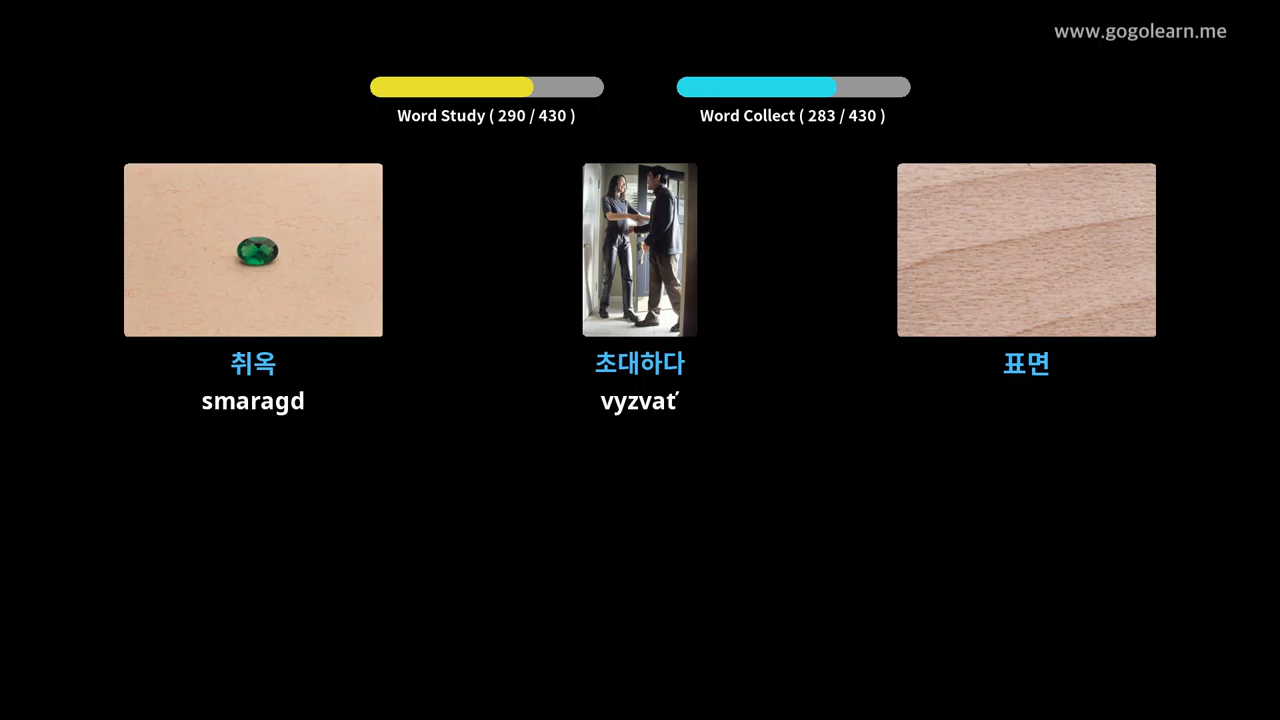 www.gogolearn.me
Word Study ( 290 / 430 )
Word Collect ( 283 / 430 )
취옥
초대하다
표면
smaragd
vyzvať